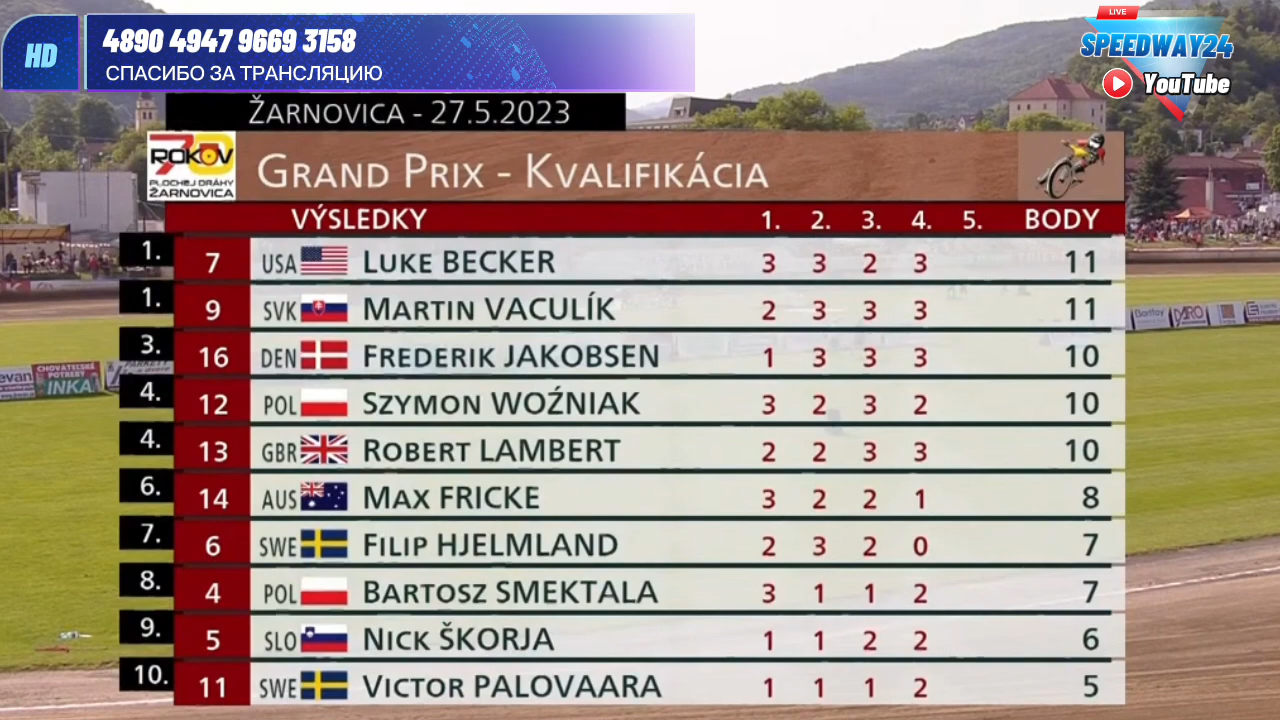 HD
4890 4947 9669 3158
СПАСИБО ЗА ТРАНСЛЯЦИЮ
LIVE
SPEEDWAY24
YouTube
ŽARNOVICA - 27.5.2023
70
ROKOV
PLOCHEJ DRÁHY
ŽARNOVICA
GRAND PRIX - KVALIFIKÁCIA
VÝSLEDKY 1. 2. 3. 4. 5. BODY
1. 7 USA LUKE BECKER 3 3 2 3 11
1. 9 SVK MARTIN VACULÍK 2 3 3 3 11
3. 16 DEN FREDERIK JAKOBSEN 1 3 3 3 10
4. 12 POL SZYMON WOŹNIAK 3 2 3 2 10
4. 13 GBR ROBERT LAMBERT 2 2 3 3 10
6. 14 AUS MAX FRICKE 3 2 2 1 8
7. 6 SWE FILIP HJELMLAND 2 3 2 0 7
8. 4 POL BARTOSZ SMEKTALA 3 1 1 2 7
9. 5 SLO NICK ŠKORJA 1 1 2 2 6
10. 11 SWE VICTOR PALOVAARA 1 1 1 2 5
CHOVATEĽSKÉ
POTREBY
INKA